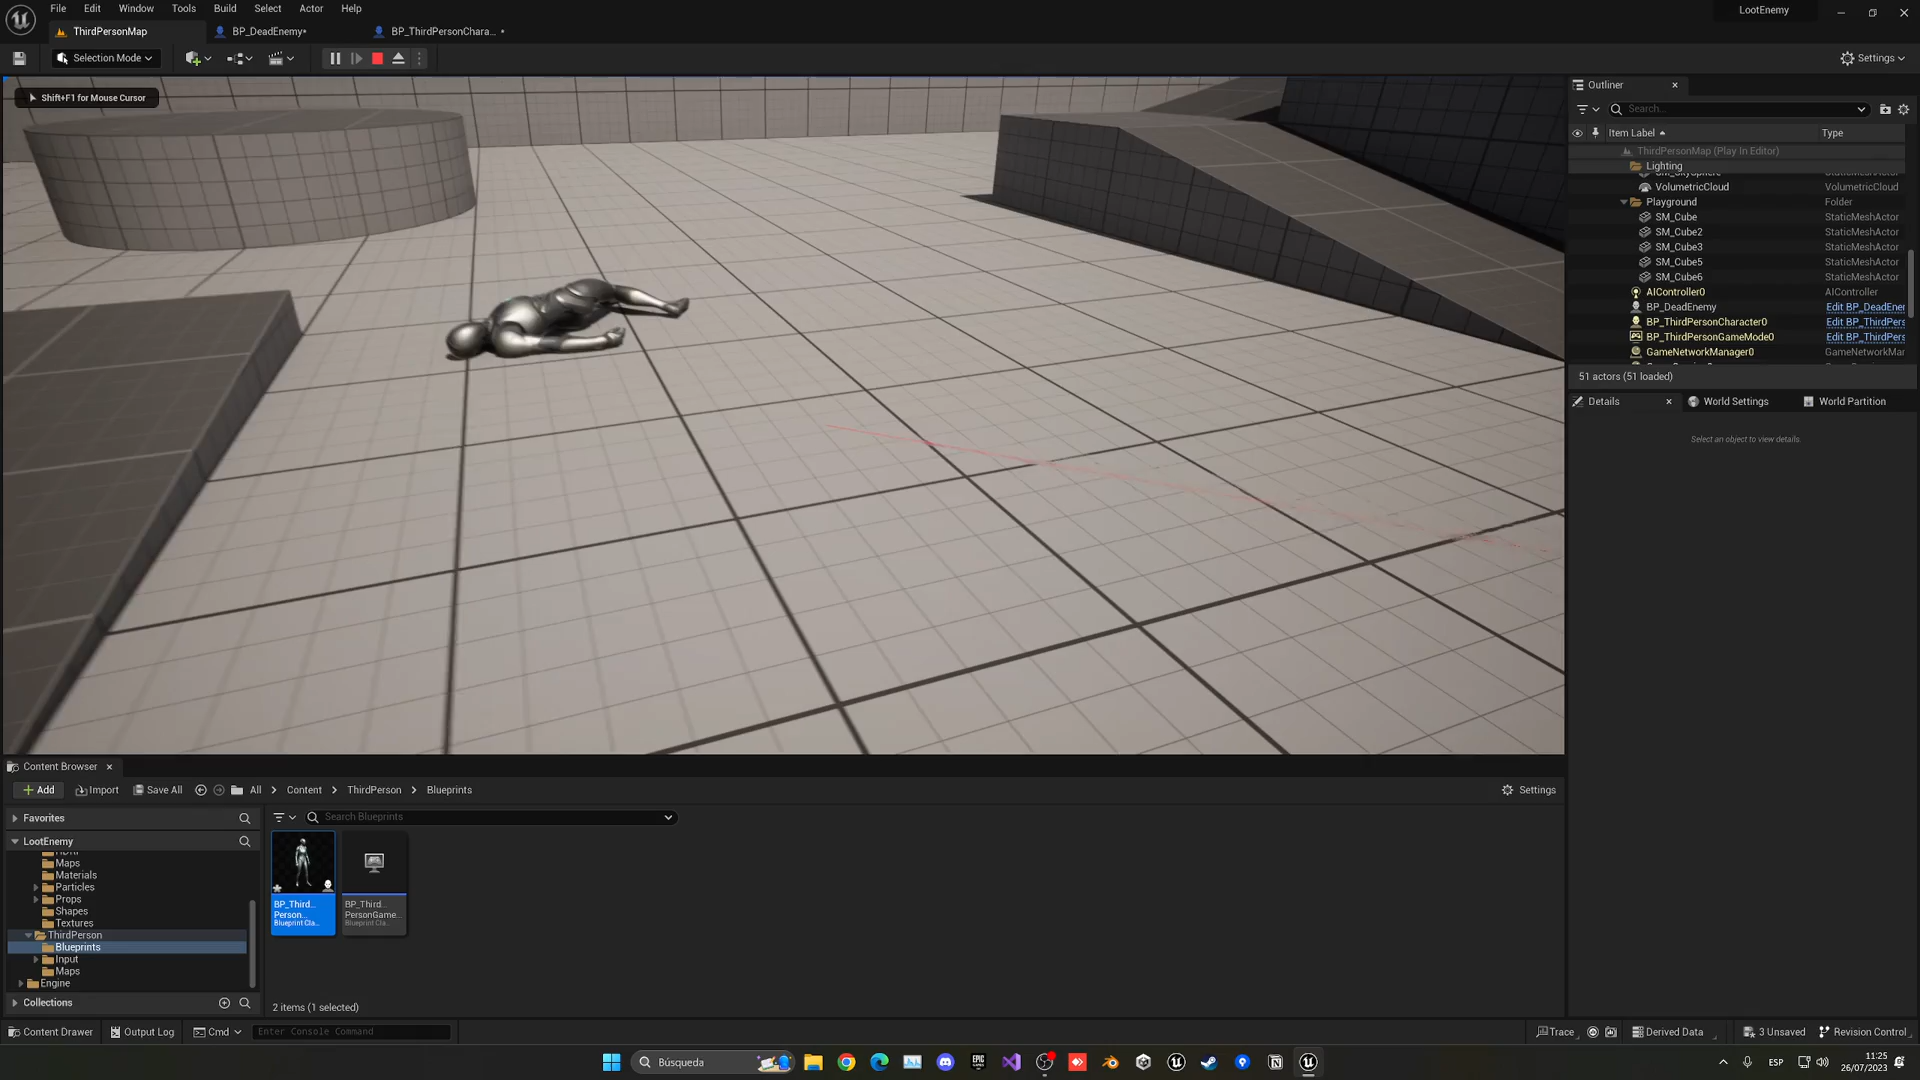 File Edit Window Tools Build Select Actor Help
LootEnemy
ThirdPersonMap
BP_DeadEnemy*
BP_ThirdPersonChara... *
Selection Mode
Settings
Shift+F1 for Mouse Cursor
Outliner
Search...
Item Label
Type
ThirdPersonMap (Play In Editor)
Lighting
VolumetricCloud VolumetricCloud
Playground Folder
SM_Cube StaticMeshActor
SM_Cube2 StaticMeshActor
SM_Cube3 StaticMeshActor
SM_Cube5 StaticMeshActor
SM_Cube6 StaticMeshActor
AIController0 AIController
BP_DeadEnemy Edit BP_DeadEner
BP_ThirdPersonCharacter0 Edit BP_ThirdPers
BP_ThirdPersonGameMode0 Edit BP_ThirdPers
GameNetworkManager0 GameNetworkMar
51 actors (51 loaded)
Details
World Settings
World Partition
Select an object to view details.
Content Browser
Add
Import
Save All
All > Content > ThirdPerson > Blueprints
Settings
Favorites
Search Blueprints
LootEnemy
Maps
Materials
Particles
Props
Shapes
Textures
ThirdPerson
Blueprints
Input
Maps
Engine
Collections
BP_Third...
Person...
Blueprint Cla...
BP_Third...
PersonGame...
Blueprint Cla...
2 items (1 selected)
Content Drawer
Output Log
Cmd
Enter Console Command
Trace
Derived Data
3 Unsaved
Revision Control
Búsqueda
EPIC
GAMES
ESP
11:25
26/07/2023